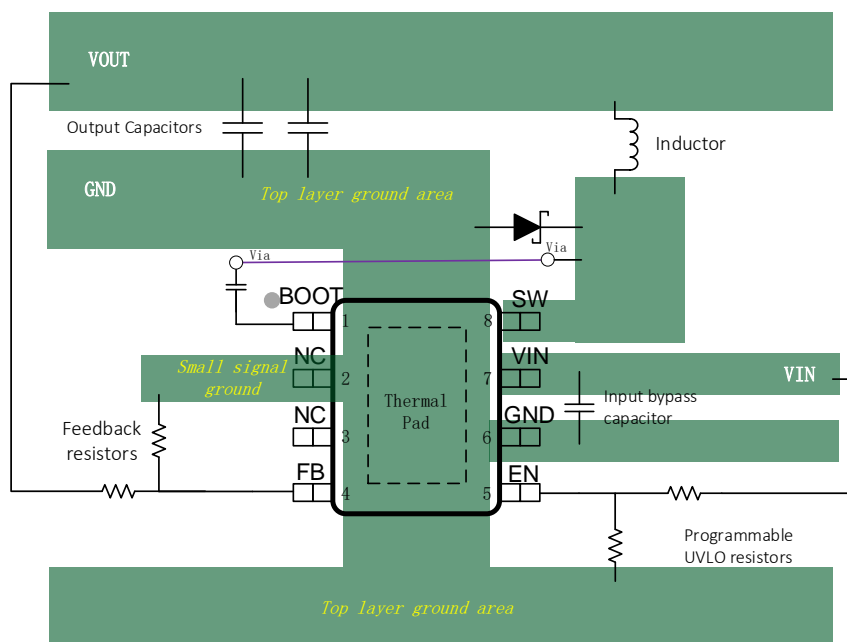 VOUT
Output Capacitors
Inductor
GND
Top layer ground area
Via
Via
BOOT
SW
1
8
NC
Small signal
ground
VIN
VIN
2
7
Thermal
Pad
Input bypass
capacitor
NC
GND
3
6
Feedback
resistors
FB
EN
4
5
Programmable
UVLO resistors
Top layer ground area